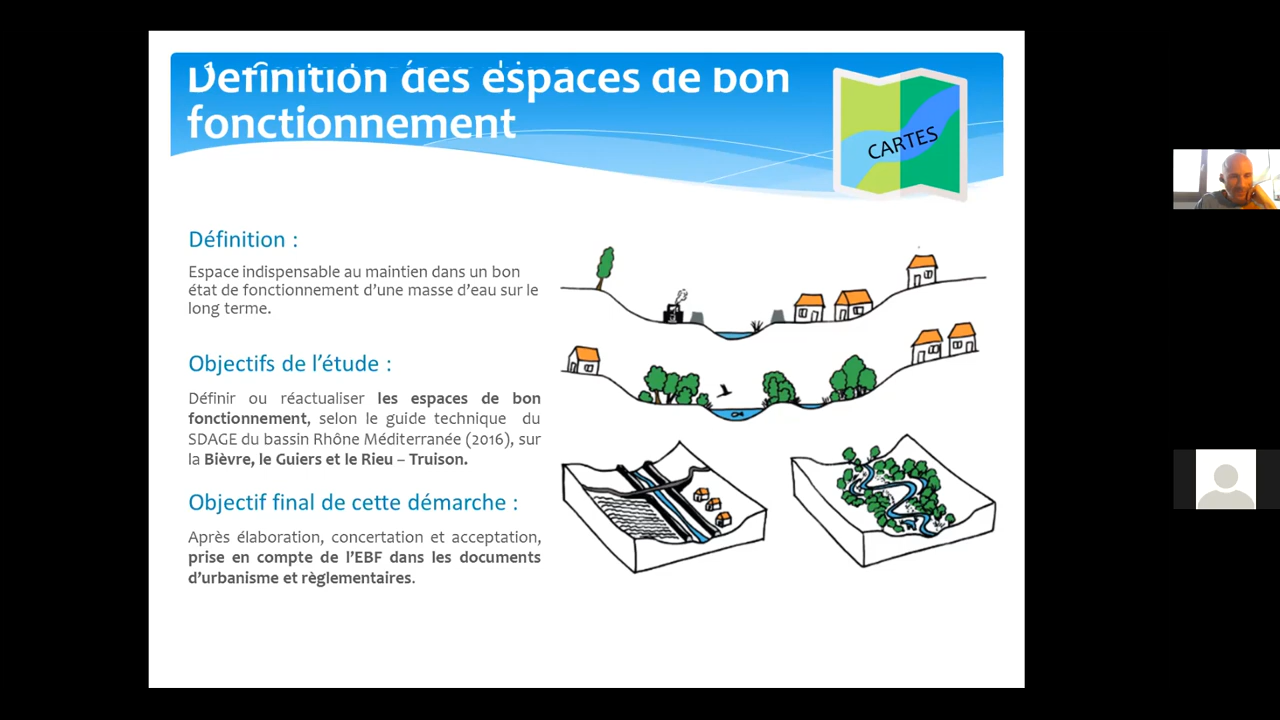 Définition des espaces de bon
fonctionnement
CARTES
Définition :
Espace indispensable au maintien dans un bon
état de fonctionnement d'une masse d'eau sur le
long terme.
Objectifs de l'étude :
Définir ou réactualiser les espaces de bon
fonctionnement, selon le guide technique du
SDAGE du bassin Rhône Méditerranée (2016), sur
la Bièvre, le Guiers et le Rieu – Truison.
Objectif final de cette démarche :
Après élaboration, concertation et acceptation,
prise en compte de l'EBF dans les documents
d'urbanisme et règlementaires.